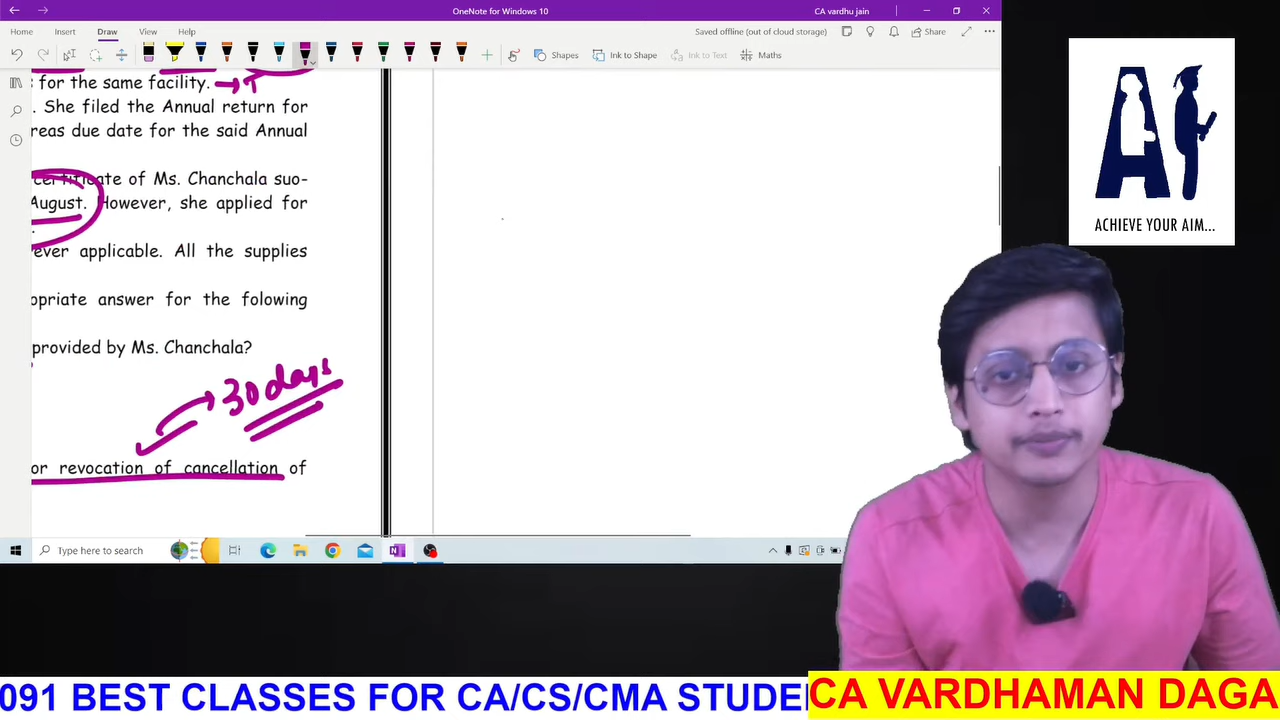 OneNote for Windows 10
CA vardhu jain
Home Insert Draw View Help
Saved offline (out of cloud storage)
Share
Shapes
Ink to Shape
Ink to Text
Maths
s for the same facility.
. She filed the Annual return for
reas due date for the said Annual
certificate of Ms. Chanchala suo-
August. However, she applied for
ever applicable. All the supplies
opriate answer for the folowing
provided by Ms. Chanchala?
30 days
or revocation of cancellation of
Type here to search
AI
ACHIEVE YOUR AIM...
091 BEST CLASSES FOR CA/CS/CMA STUDE
CA VARDHAMAN DAGA